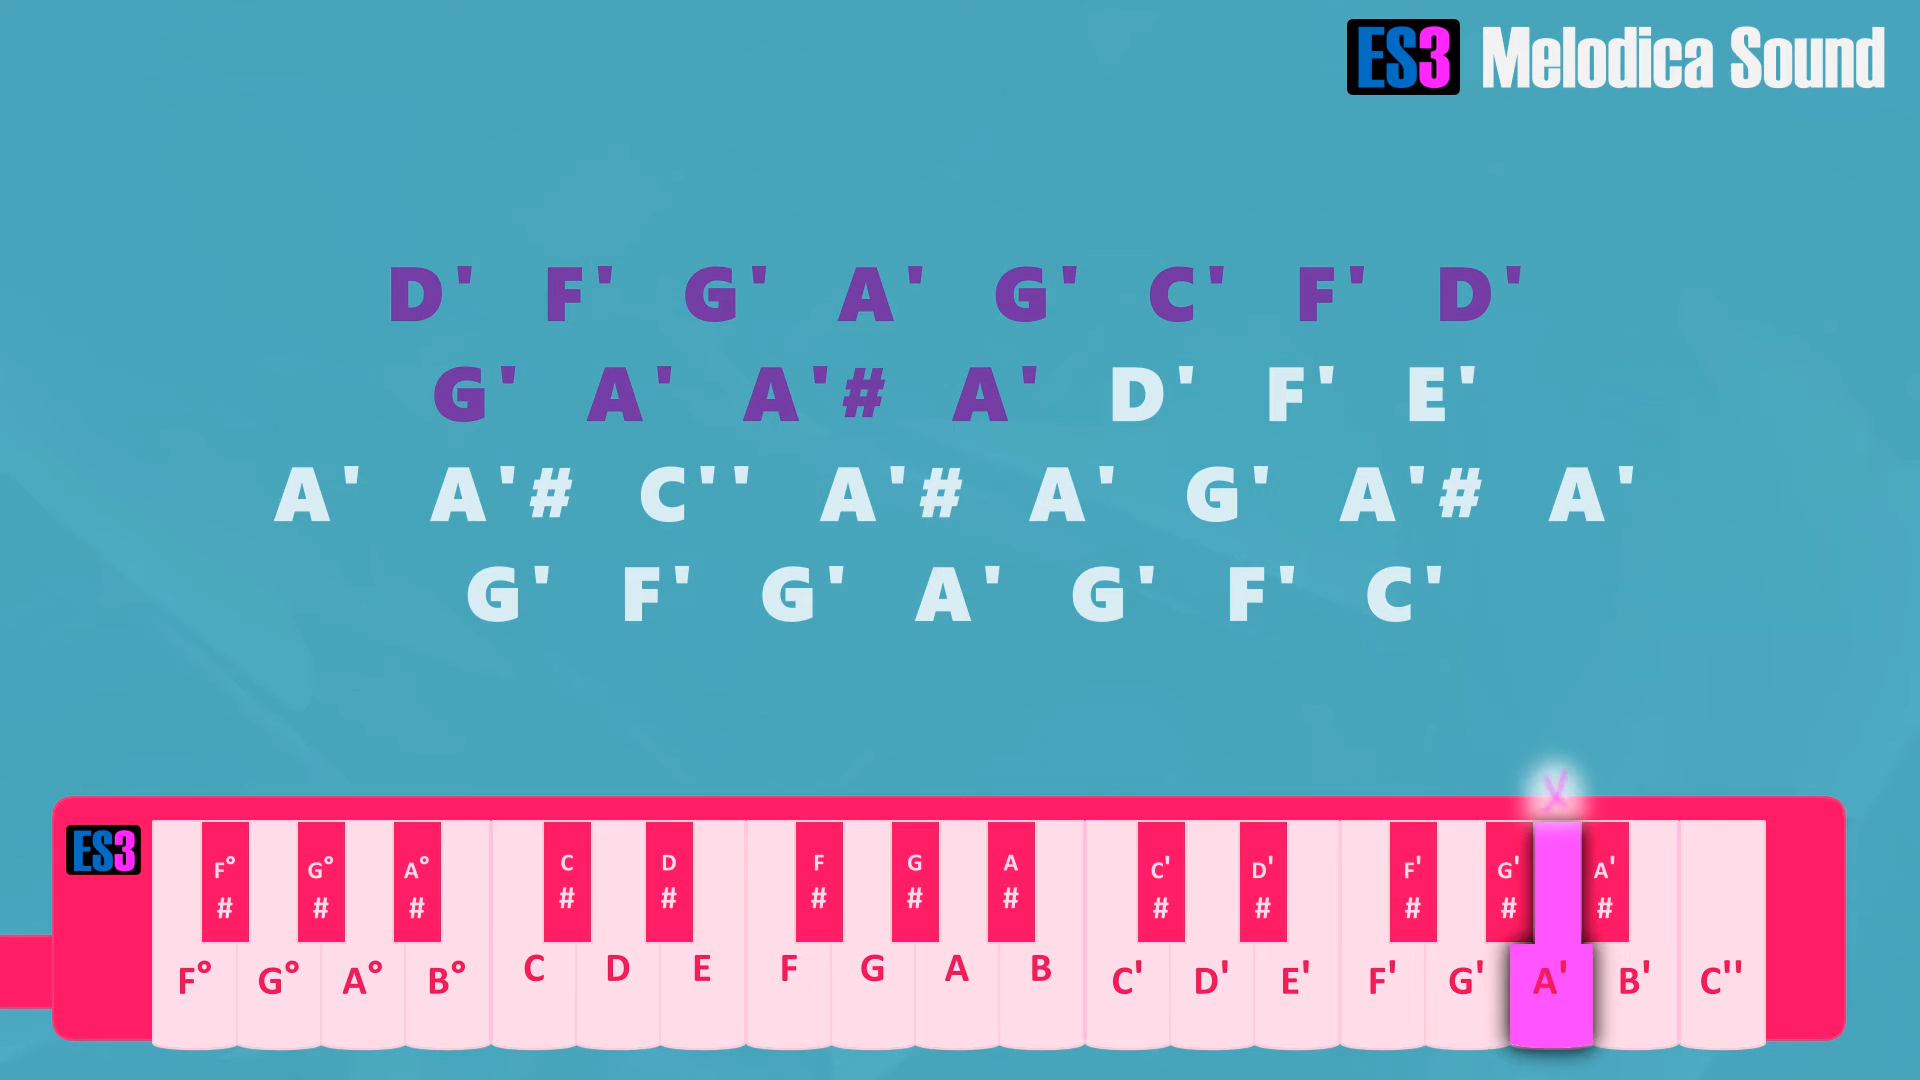 ES3 Melodica Sound
D' F' G' A' G' C' F' D'
G' A' A'# A' D' F' E'
A' A'# C'' A'# A' G' A'# A'
G' F' G' A' G' F' C'
ES3
F° # G° # A° # C # D # F # G # A # C' # D' # F' # G' # A' #
F° G° A° B° C D E F G A B C' D' E' F' G' A' B' C''